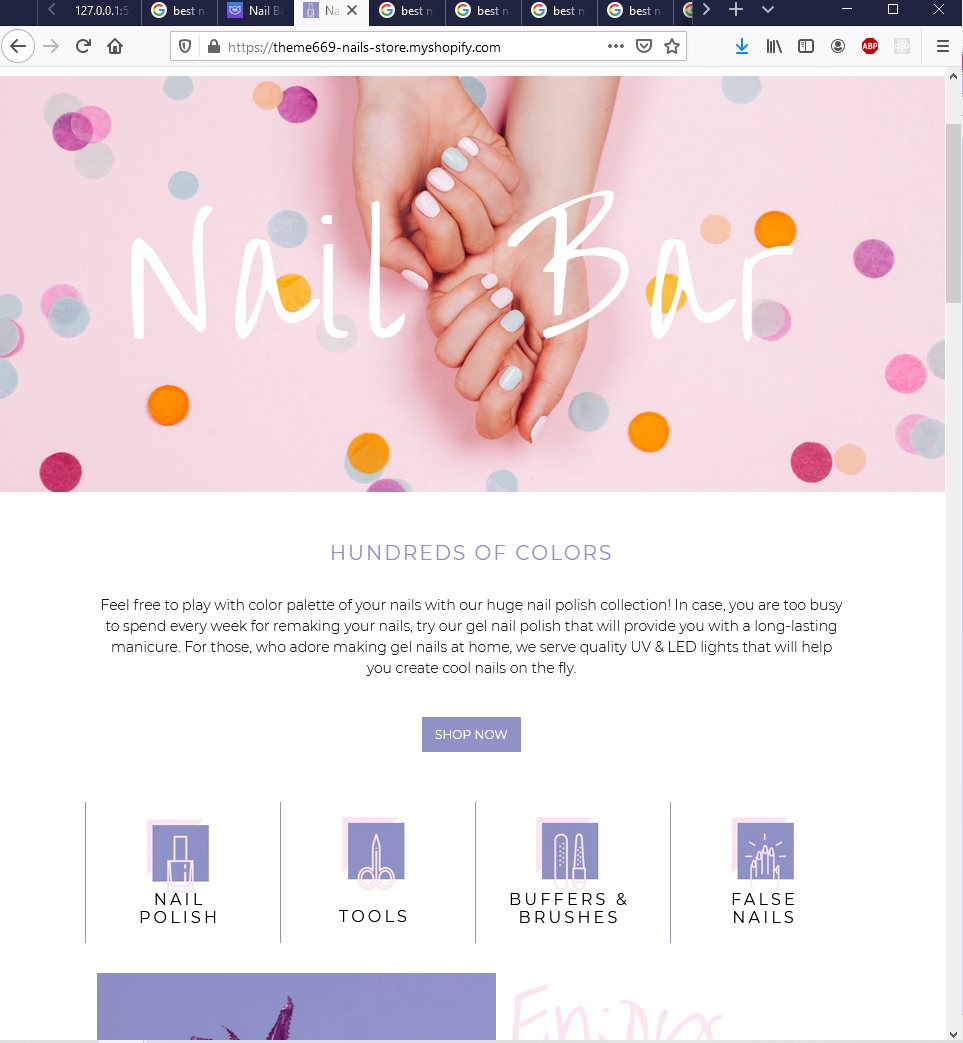 127.0.0.1:5
best n
Nail Ba
Na
best n
best n
best n
best n
https://theme669-nails-store.myshopify.com
ABP
Nail Bar
HUNDREDS OF COLORS
Feel free to play with color palette of your nails with our huge nail polish collection! In case, you are too busy
to spend every week for remaking your nails, try our gel nail polish that will provide you with a long-lasting
manicure. For those, who adore making gel nails at home, we serve quality UV & LED lights that will help
you create cool nails on the fly.
SHOP NOW
NAIL
POLISH
TOOLS
BUFFERS &
BRUSHES
FALSE
NAILS